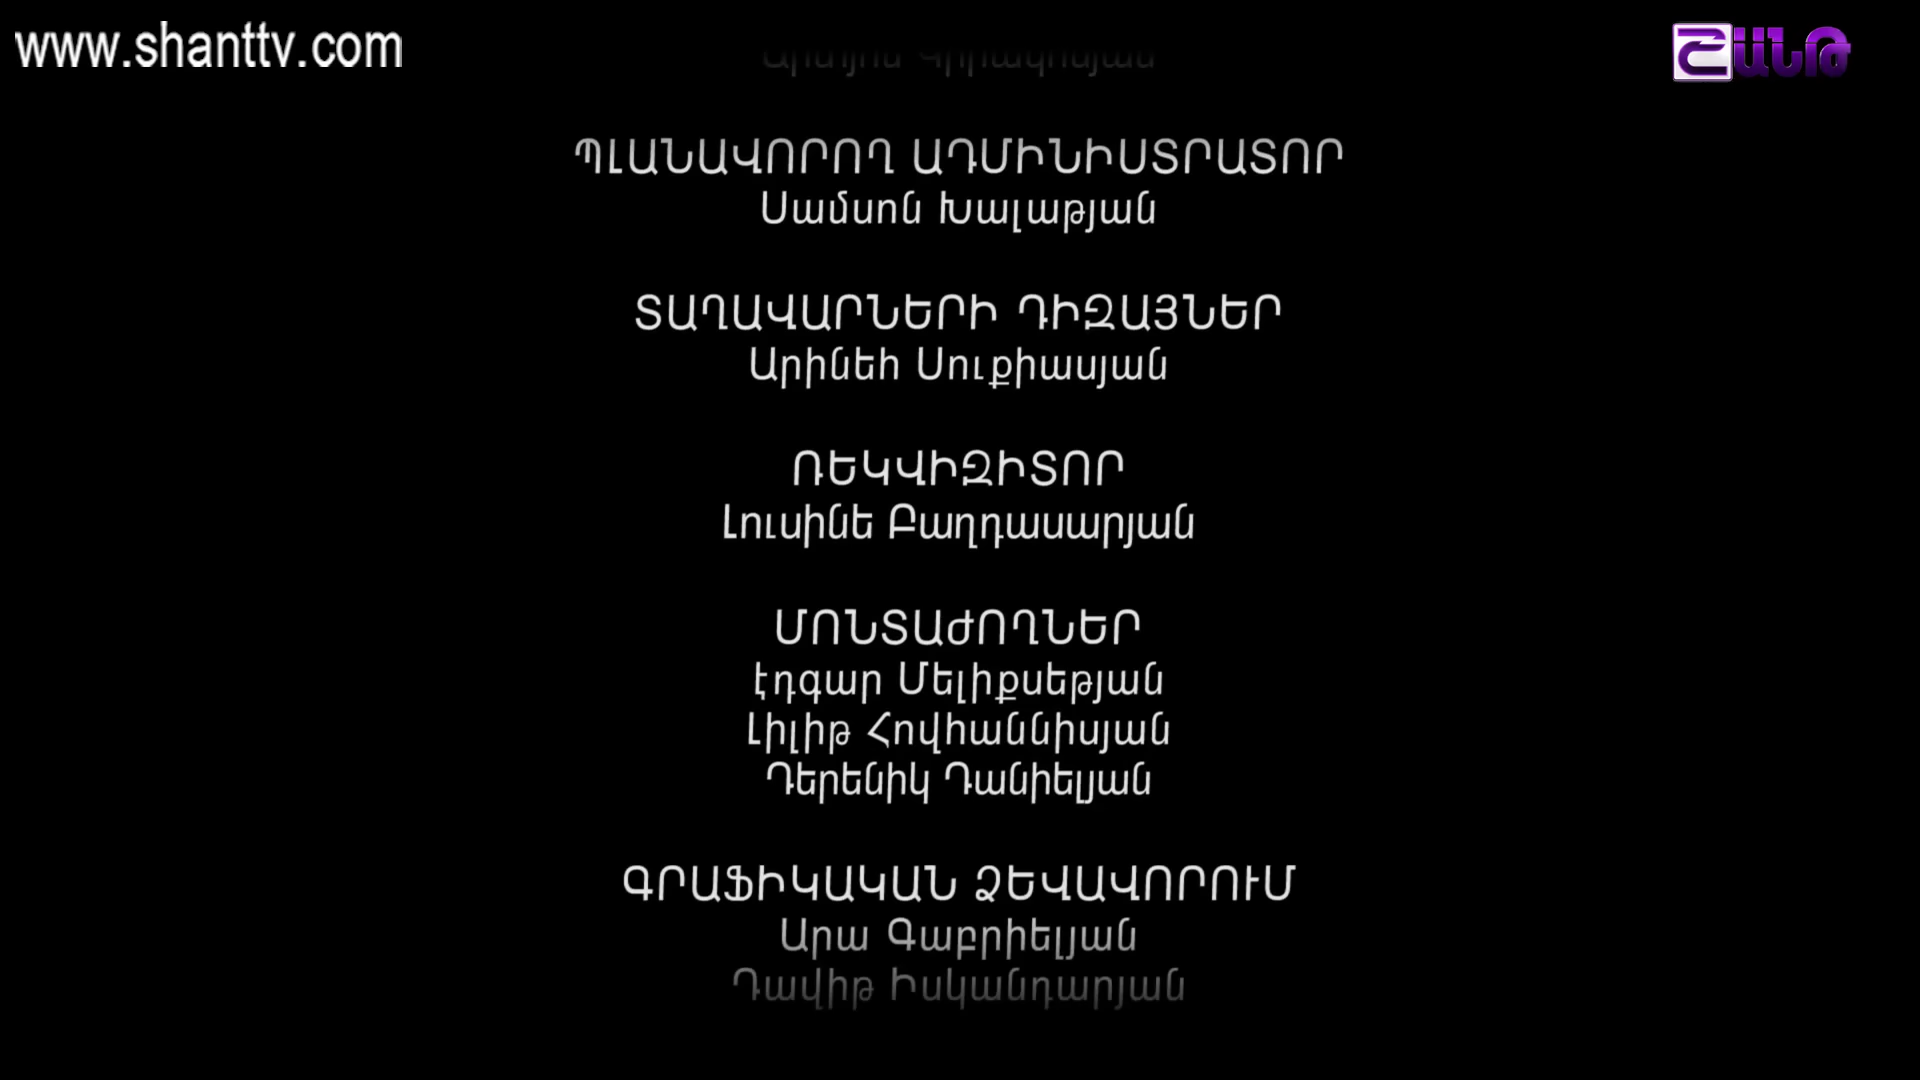 www.shanttv.com
ՇԱՆԹ
ՊԼԱՆԱՎՈՐՈՂ ԱԴՄԻՆԻՍՏՐԱՏՈՐ
Սամսոն Խալաթյան
ՏԱՂԱՎԱՐՆԵՐԻ ԴԻԶԱՅՆԵՐ
Արինեհ Սուքիասյան
ՌԵԿՎԻԶԻՏՈՐ
Լուսինե Բաղդասարյան
ՄՈՆՏԱԺՈՂՆԵՐ
էդգար Մելիքսեթյան
Լիլիթ Հովհաննիսյան
Դերենիկ Դանիելյան
ԳՐԱՖԻԿԱԿԱՆ ՁԵՎԱՎՈՐՈՒՄ
Արա Գաբրիելյան
Դավիթ Իսկանդարյան